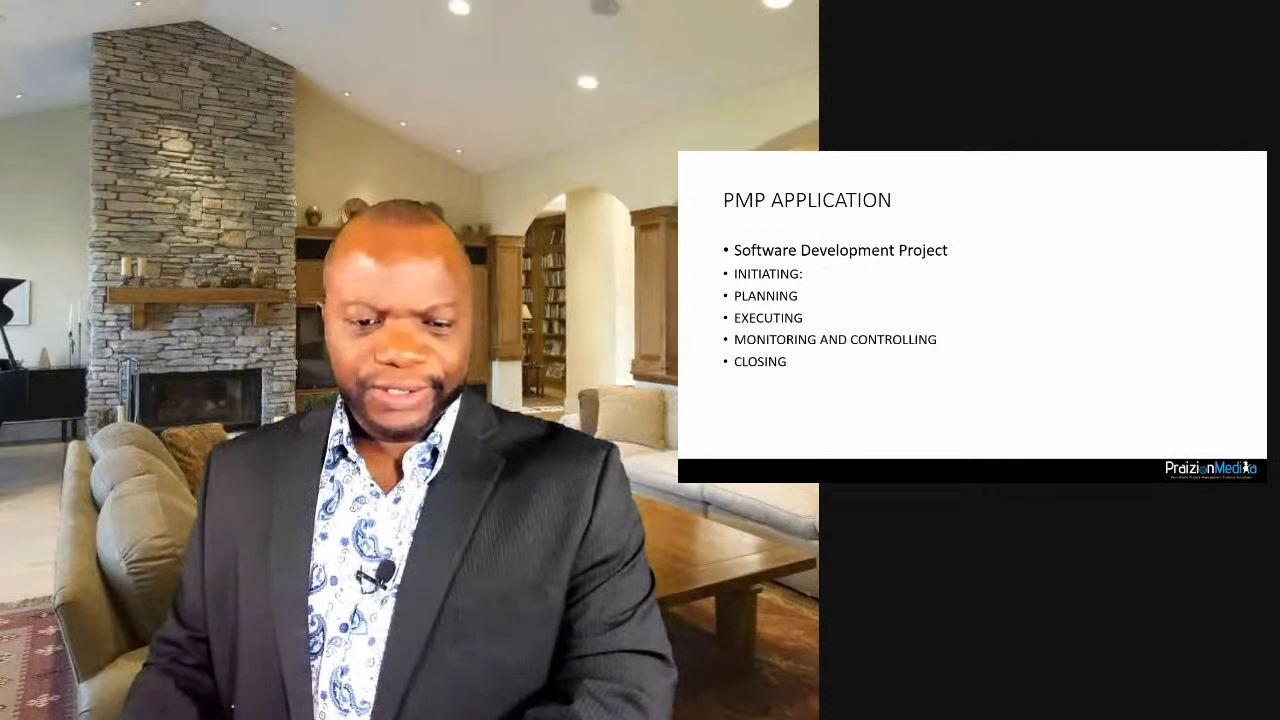 PMP APPLICATION
• Software Development Project
• INITIATING:
• PLANNING
• EXECUTING
• MONITORING AND CONTROLLING
• CLOSING
PraizionMedia